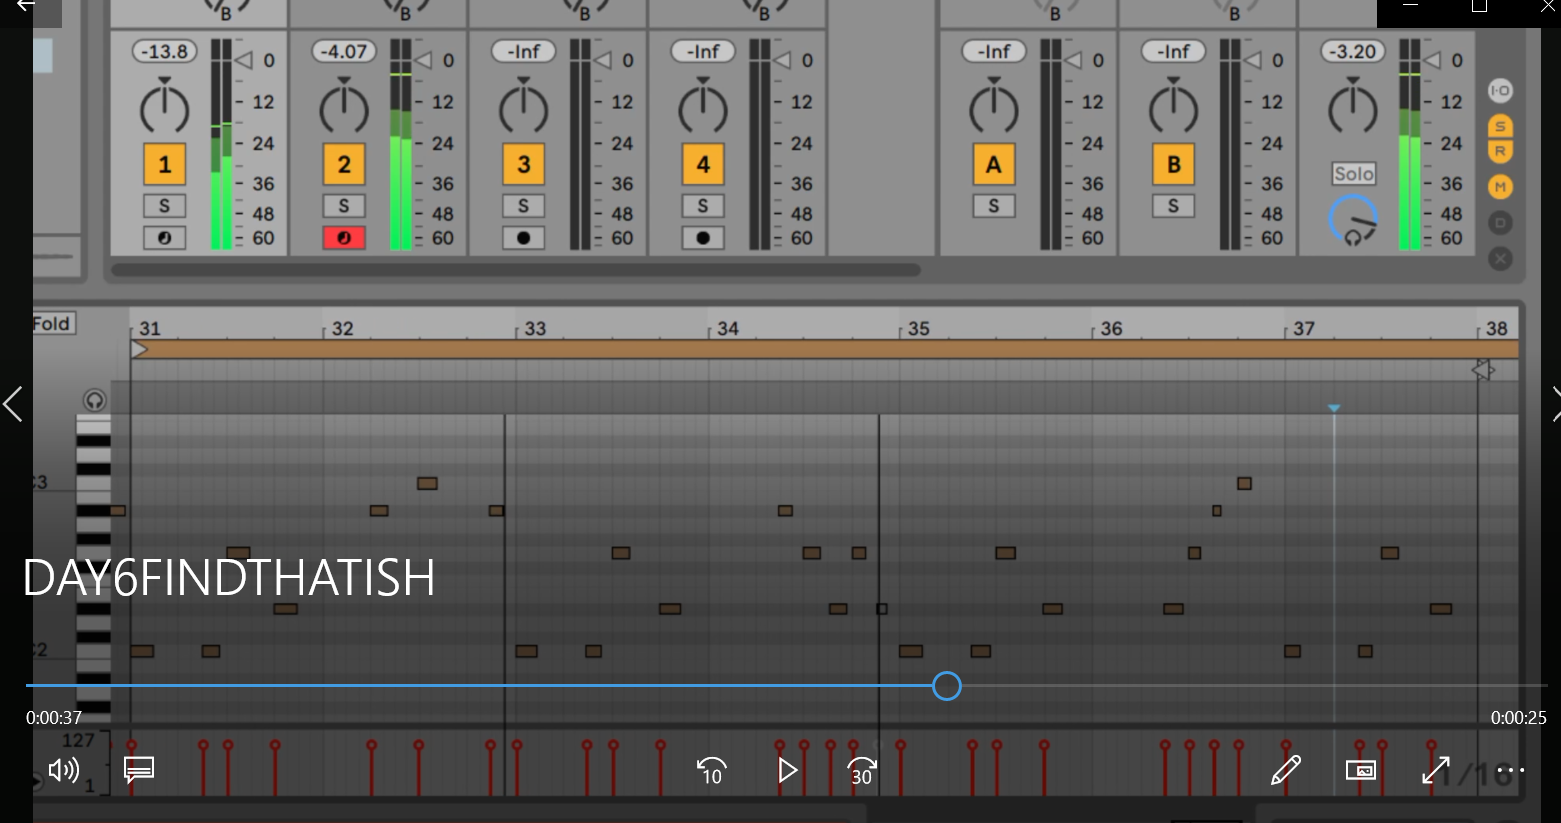 B B B B B B
-13.8 -4.07 -Inf -Inf -Inf -Inf -3.20
0 0 0 0 0 0 0
12 12 12 12 12 12 12
24 24 24 24 24 24 24
1 2 3 4 A B Solo
36 36 36 36 36 36 36
S S S S S S
48 48 48 48 48 48 48
60 60 60 60 60 60 60
I·O
S
R
M
D
X
Fold 31 32 33 34 35 36 37 38
C3
DAY6FINDTHATISH
C2
0:00:37 0:00:25
127
10 30
1 1/16